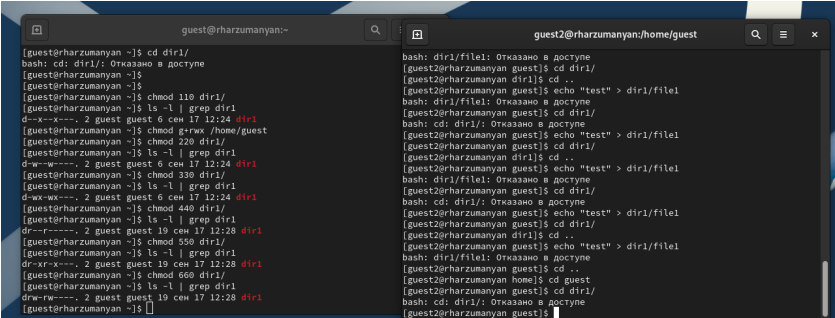 guest@rharzumanyan:~
[guest@rharzumanyan ~]$ cd dir1/
bash: cd: dir1/: Отказано в доступе
[guest@rharzumanyan ~]$
[guest@rharzumanyan ~]$
[guest@rharzumanyan ~]$ chmod 110 dir1/
[guest@rharzumanyan ~]$ ls -l | grep dir1
d--x--x---. 2 guest guest 6 сен 17 12:24 dir1
[guest@rharzumanyan ~]$ chmod g+rwx /home/guest
[guest@rharzumanyan ~]$ chmod 220 dir1/
[guest@rharzumanyan ~]$ ls -l | grep dir1
d-w--w----. 2 guest guest 6 сен 17 12:24 dir1
[guest@rharzumanyan ~]$ chmod 330 dir1/
[guest@rharzumanyan ~]$ ls -l | grep dir1
d-wx-wx---. 2 guest guest 6 сен 17 12:24 dir1
[guest@rharzumanyan ~]$ chmod 440 dir1/
[guest@rharzumanyan ~]$ ls -l | grep dir1
dr--r-----. 2 guest guest 19 сен 17 12:28 dir1
[guest@rharzumanyan ~]$ chmod 550 dir1/
[guest@rharzumanyan ~]$ ls -l | grep dir1
dr-xr-x---. 2 guest guest 19 сен 17 12:28 dir1
[guest@rharzumanyan ~]$ chmod 660 dir1/
[guest@rharzumanyan ~]$ ls -l | grep dir1
drw-rw----. 2 guest guest 19 сен 17 12:28 dir1
[guest@rharzumanyan ~]$
guest2@rharzumanyan:/home/guest
bash: dir1/file1: Отказано в доступе
[guest2@rharzumanyan guest]$ cd dir1/
[guest2@rharzumanyan dir1]$ cd ..
[guest2@rharzumanyan guest]$ echo "test" > dir1/file1
bash: dir1/file1: Отказано в доступе
[guest2@rharzumanyan guest]$ cd dir1/
bash: cd: dir1/: Отказано в доступе
[guest2@rharzumanyan guest]$ echo "test" > dir1/file1
bash: dir1/file1: Отказано в доступе
[guest2@rharzumanyan guest]$ cd dir1/
[guest2@rharzumanyan dir1]$ cd ..
[guest2@rharzumanyan guest]$ echo "test" > dir1/file1
bash: dir1/file1: Отказано в доступе
[guest2@rharzumanyan guest]$ cd dir1/
bash: cd: dir1/: Отказано в доступе
[guest2@rharzumanyan guest]$ echo "test" > dir1/file1
[guest2@rharzumanyan guest]$ cd dir1/
[guest2@rharzumanyan dir1]$ cd ..
[guest2@rharzumanyan guest]$ echo "test" > dir1/file1
bash: dir1/file1: Отказано в доступе
[guest2@rharzumanyan guest]$ cd ..
[guest2@rharzumanyan home]$ cd guest
[guest2@rharzumanyan guest]$ cd dir1/
bash: cd: dir1/: Отказано в доступе
[guest2@rharzumanyan guest]$